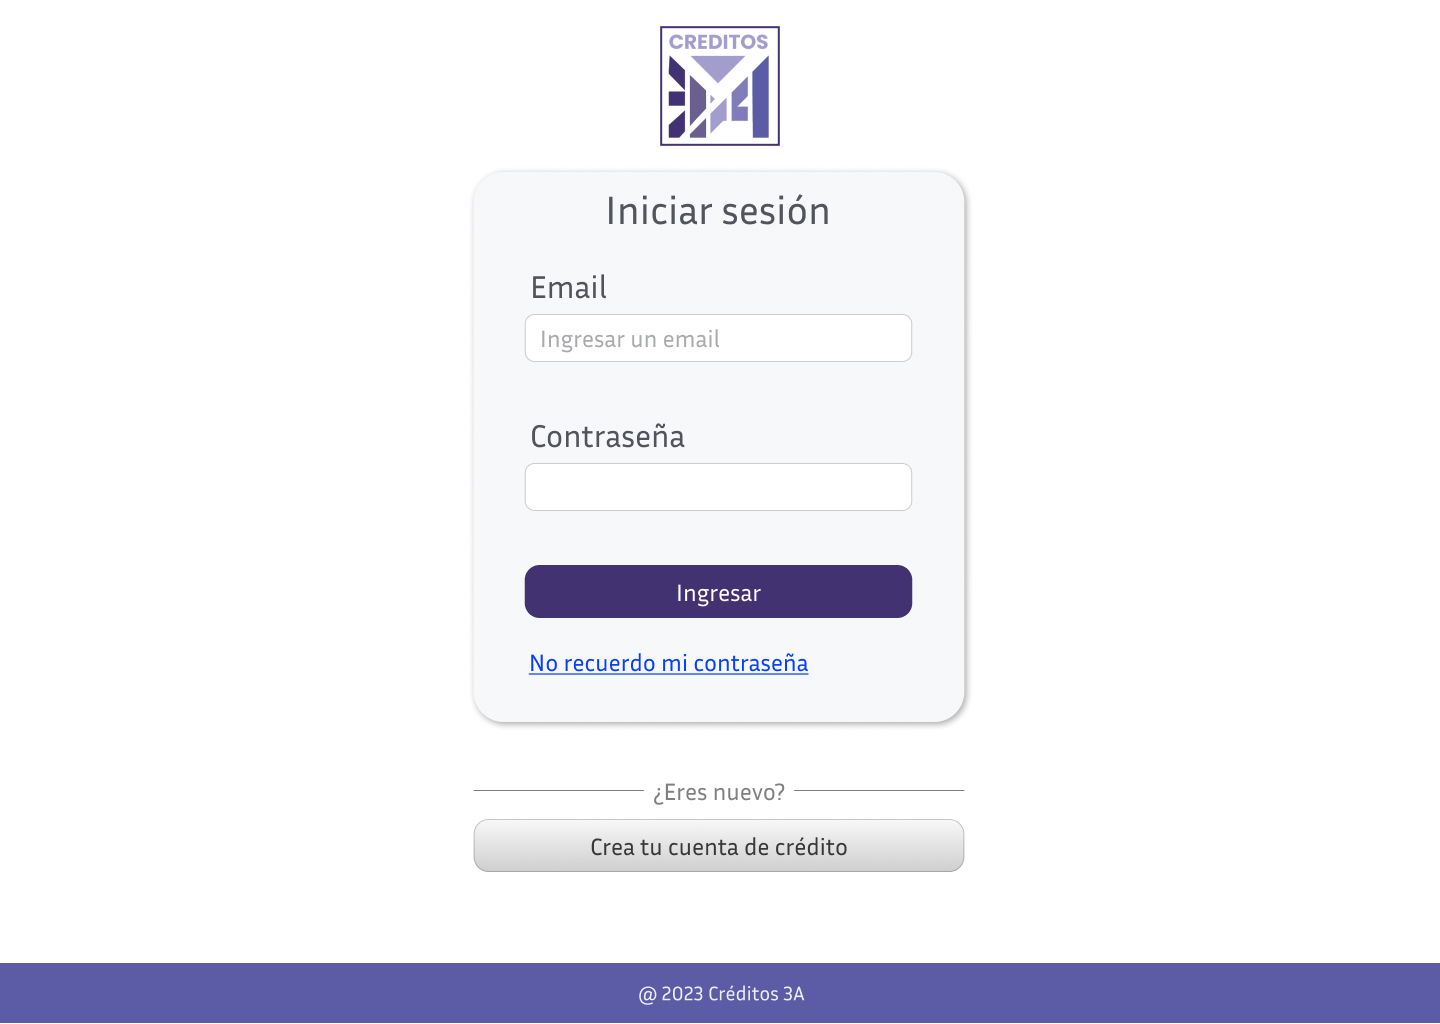 CREDITOS
3A
Iniciar sesión
Email
Ingresar un email
Contraseña
Ingresar
No recuerdo mi contraseña
¿Eres nuevo?
Crea tu cuenta de crédito
@ 2023 Créditos 3A